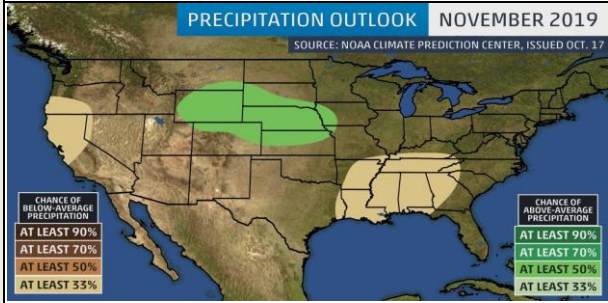 PRECIPITATION OUTLOOK NOVEMBER 2019
SOURCE: NOAA CLIMATE PREDICTION CENTER, ISSUED OCT. 17
CHANCE OF
BELOW-AVERAGE
PRECIPITATION
AT LEAST 90%
AT LEAST 70%
AT LEAST 50%
AT LEAST 33%
CHANCE OF
ABOVE-AVERAGE
PRECIPITATION
AT LEAST 90%
AT LEAST 70%
AT LEAST 50%
AT LEAST 33%